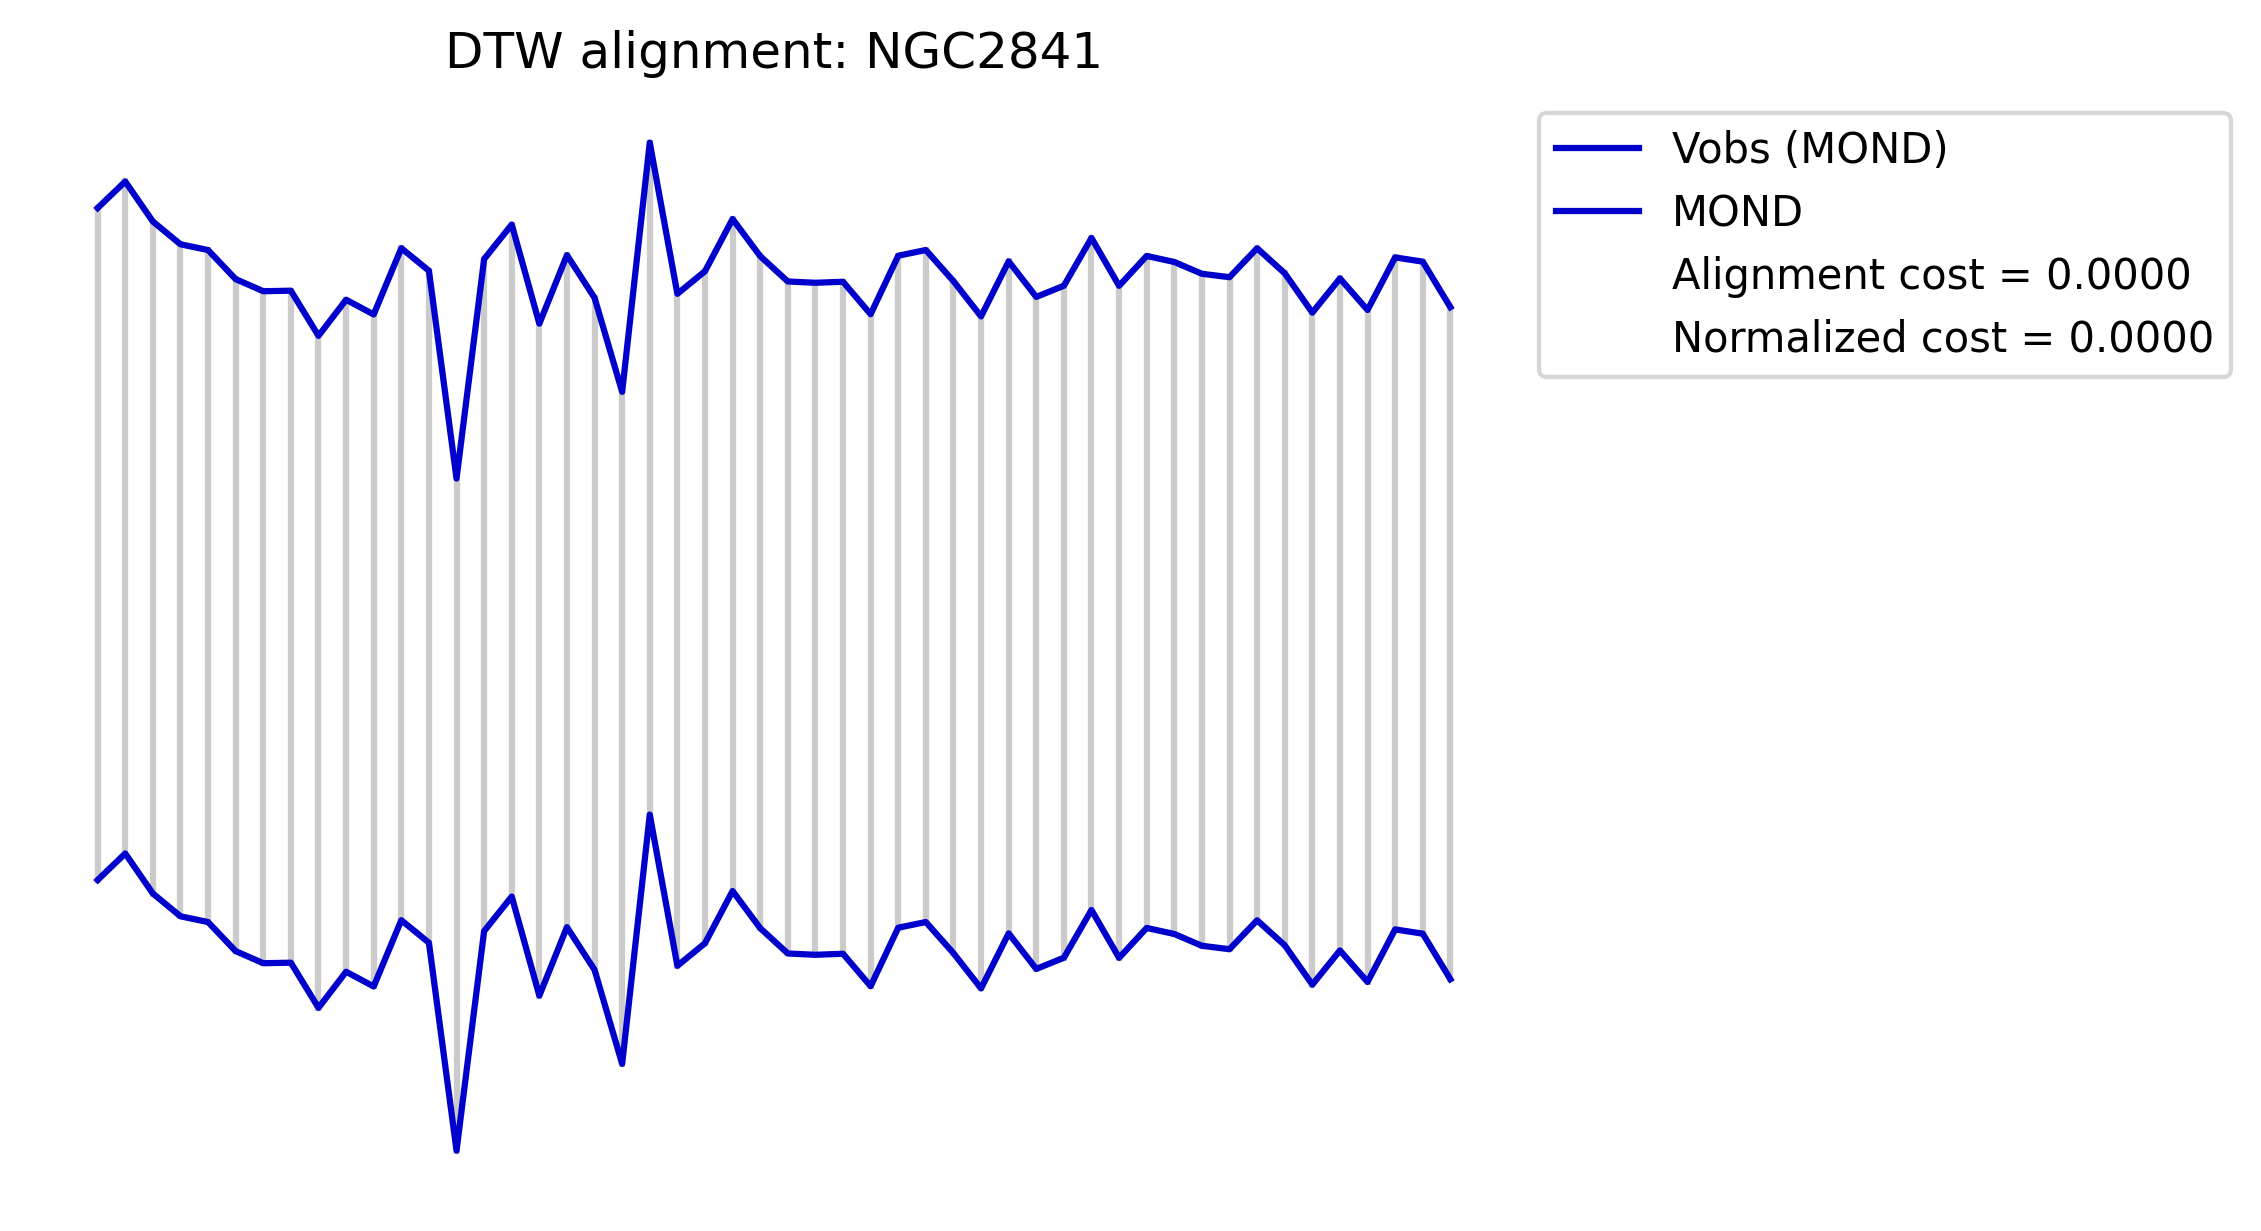 DTW alignment: NGC2841
Vobs (MOND)
MOND
Alignment cost = 0.0000
Normalized cost = 0.0000